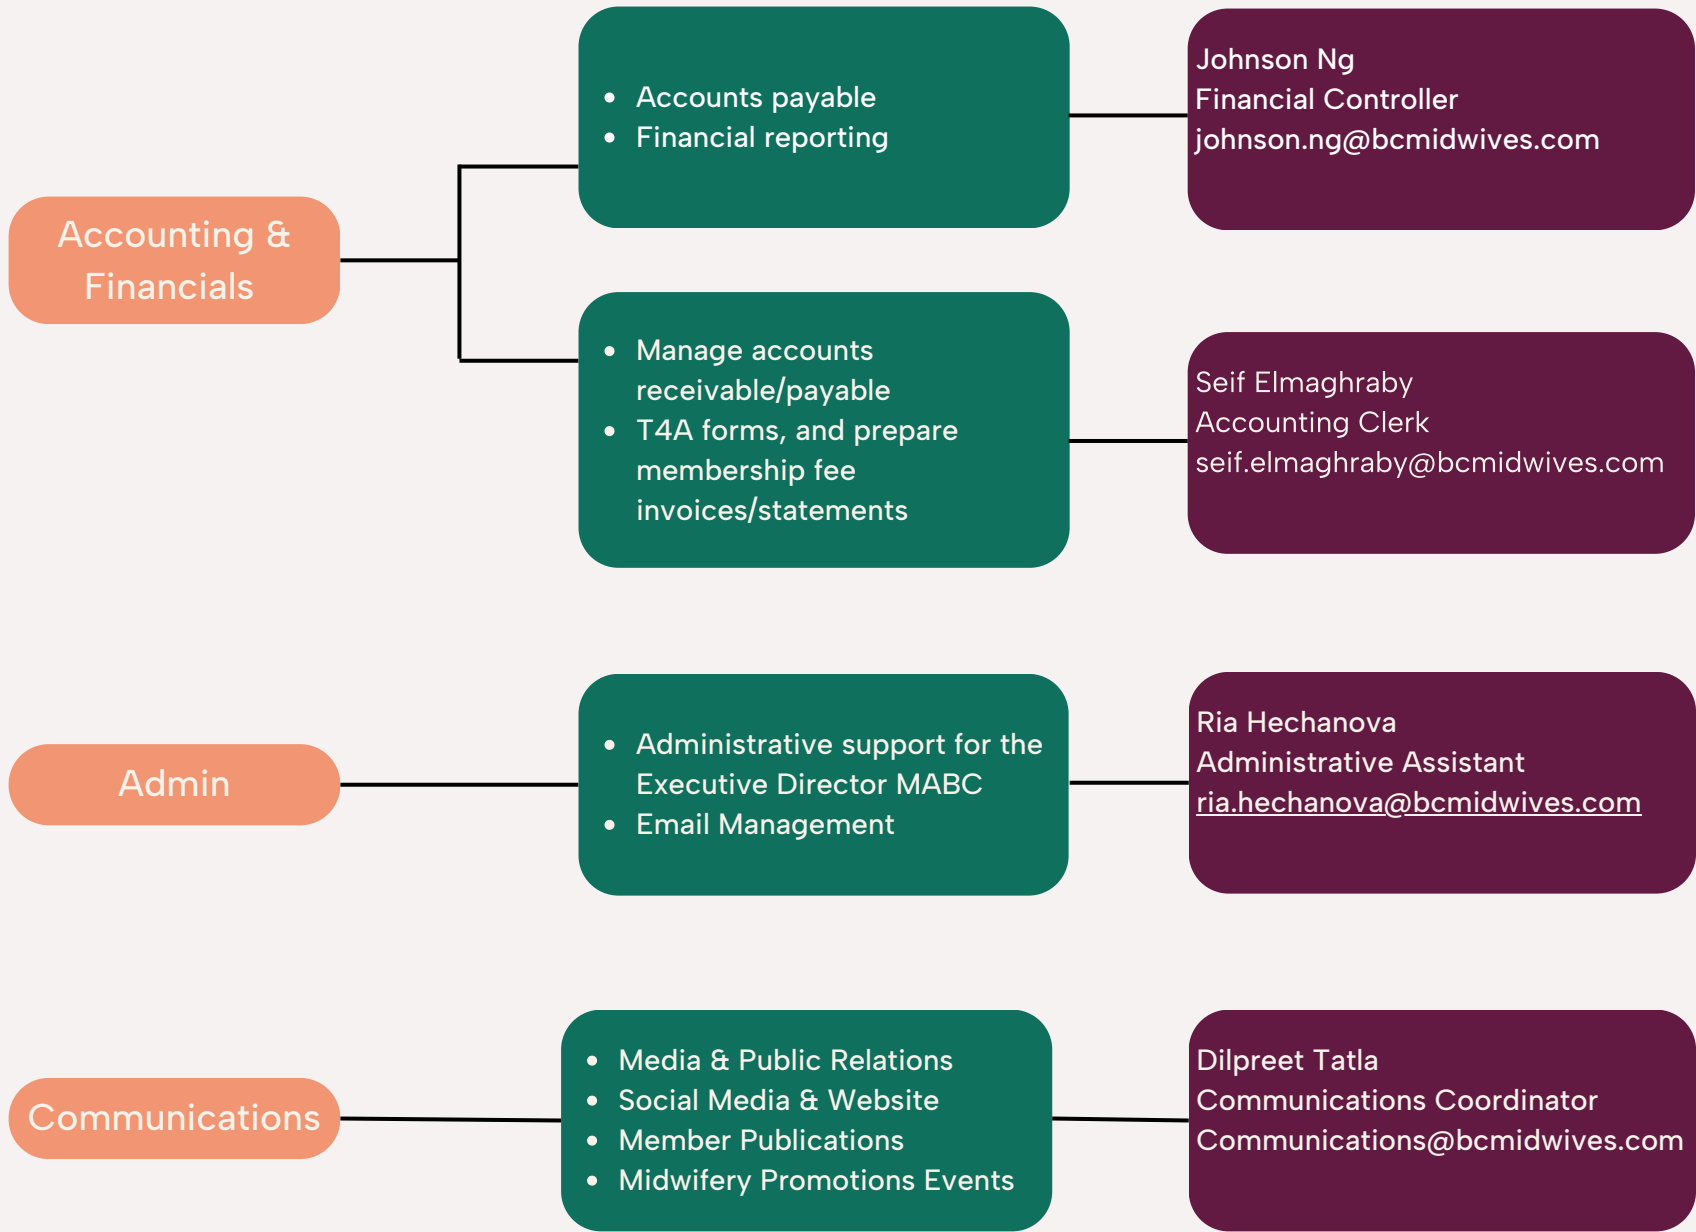 Accounting &
Financials
• Accounts payable
• Financial reporting
Johnson Ng
Financial Controller
johnson.ng@bcmidwives.com
• Manage accounts
receivable/payable
• T4A forms, and prepare
membership fee
invoices/statements
Seif Elmaghraby
Accounting Clerk
seif.elmaghraby@bcmidwives.com
Admin
• Administrative support for the
Executive Director MABC
• Email Management
Ria Hechanova
Administrative Assistant
ria.hechanova@bcmidwives.com
Communications
• Media & Public Relations
• Social Media & Website
• Member Publications
• Midwifery Promotions Events
Dilpreet Tatla
Communications Coordinator
Communications@bcmidwives.com